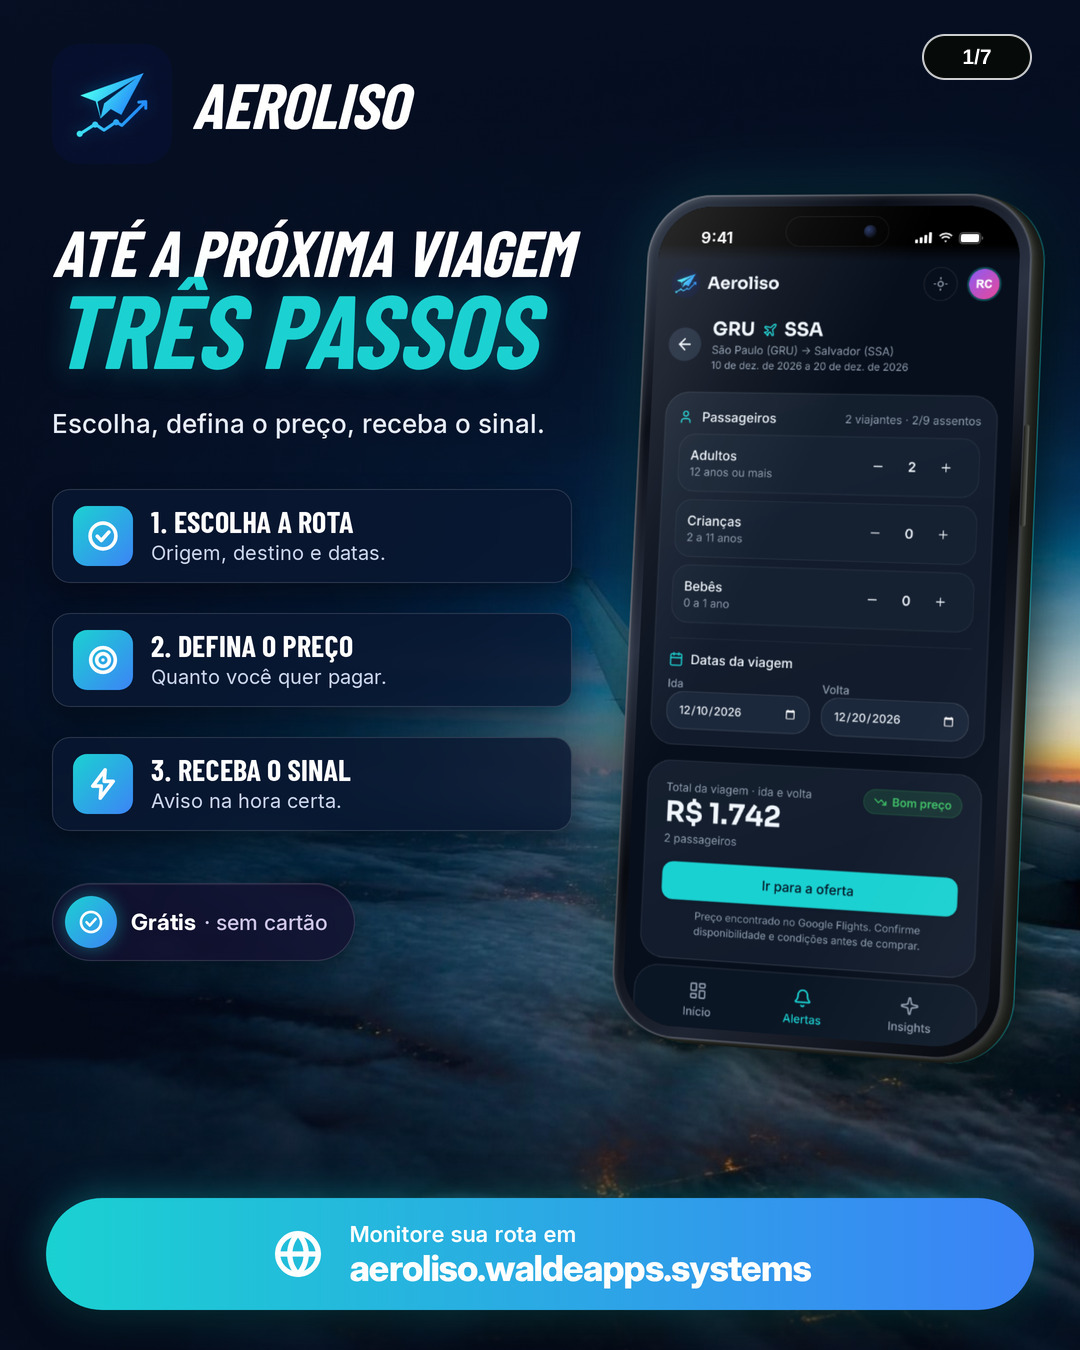 AEROLISO
1/7
ATÉ A PRÓXIMA VIAGEM
TRÊS PASSOS
Escolha, defina o preço, receba o sinal.
1. ESCOLHA A ROTA
Origem, destino e datas.
2. DEFINA O PREÇO
Quanto você quer pagar.
3. RECEBA O SINAL
Aviso na hora certa.
Grátis · sem cartão
9:41
Aeroliso
RC
GRU SSA
São Paulo (GRU) → Salvador (SSA)
10 de dez. de 2026 a 20 de dez. de 2026
Passageiros
2 viajantes · 2/9 assentos
Adultos
12 anos ou mais
− 2 +
Crianças
2 a 11 anos
− 0 +
Bebês
0 a 1 ano
− 0 +
Datas da viagem
Ida
Volta
12/10/2026
12/20/2026
Total da viagem · ida e volta
R$ 1.742
Bom preço
2 passageiros
Ir para a oferta
Preço encontrado no Google Flights. Confirme
disponibilidade e condições antes de comprar.
Início
Alertas
Insights
Monitore sua rota em
aeroliso.waldeapps.systems